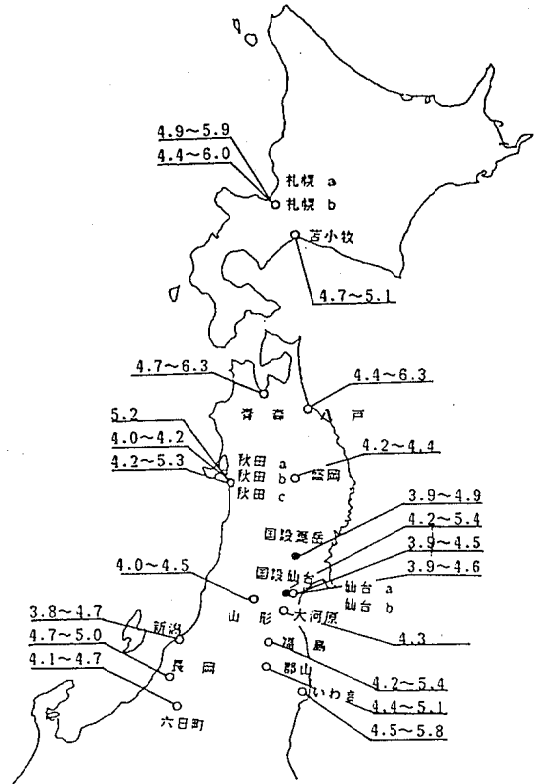 4.9～5.9
4.4～6.0
札幌 a
札幌 b
苫小牧
4.7～5.1
4.7～6.3
4.4～6.3
青森
八戸
5.2
4.0～4.2
4.2～5.3
秋田 a
秋田 b
秋田 c
4.2～4.4
盛岡
3.9～4.9
国設箆岳
4.2～5.4
3.9～4.5
国設仙台
3.9～4.6
4.0～4.5
仙台 a
仙台 b
山形
大河原
3.8～4.7
新潟
4.3
4.7～5.0
福島
4.1～4.7
長岡
郡山
4.2～5.4
いわき
4.4～5.1
六日町
4.5～5.8